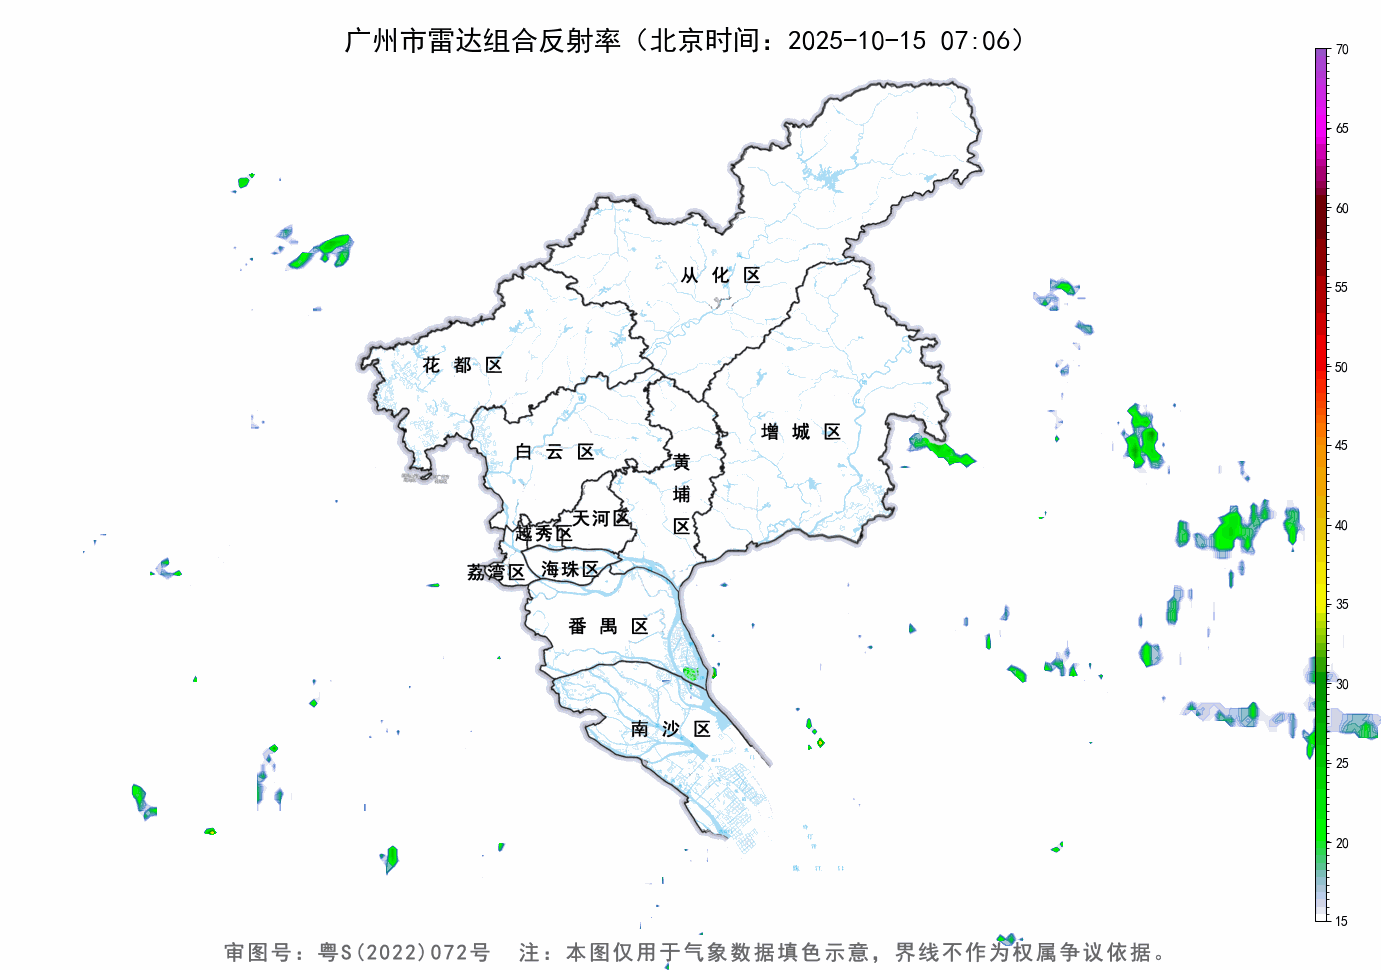 广州市雷达组合反射率（北京时间：2025-10-15 07:06）
70
65
60
55
50
45
40
35
30
25
20
15
从化区
花都区
增城区
白云区
黄埔区
天河区
越秀区
荔湾区
海珠区
番禺区
南沙区
审图号：粤S(2022)072号 注：本图仅用于气象数据填色示意，界线不作为权属争议依据。